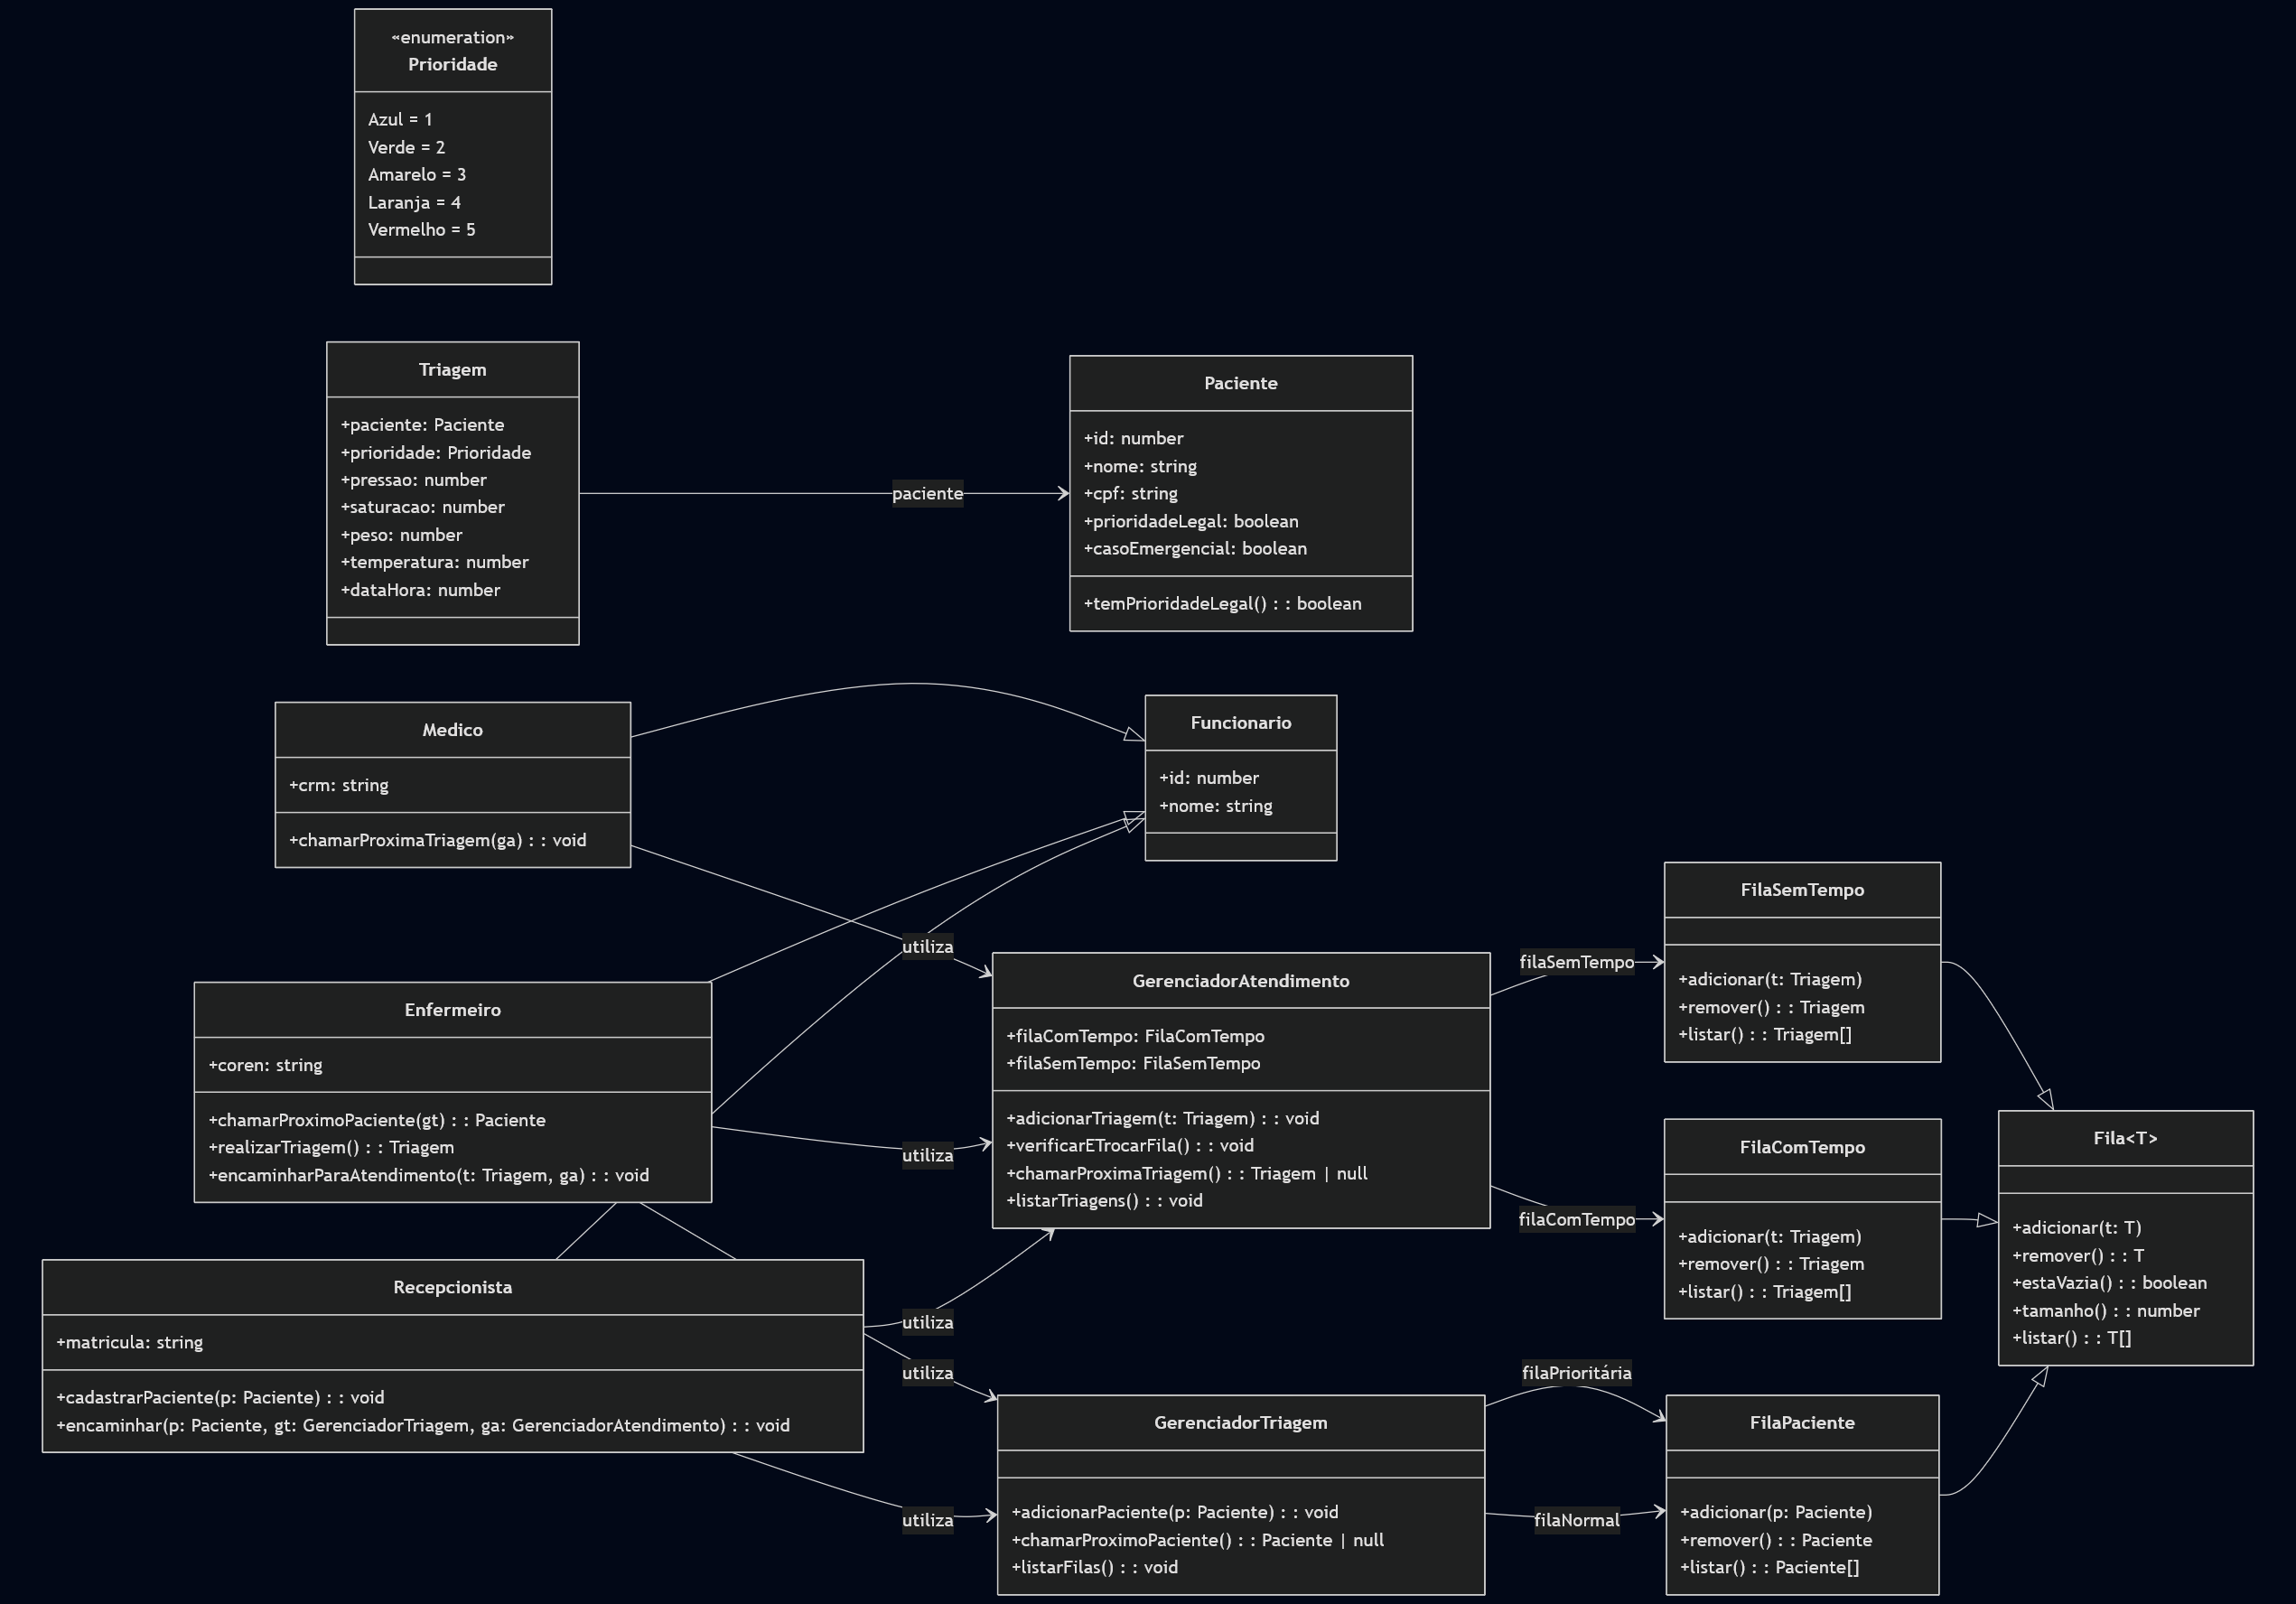 «enumeration»
Prioridade
Azul = 1
Verde = 2
Amarelo = 3
Laranja = 4
Vermelho = 5
Triagem
+paciente: Paciente
+prioridade: Prioridade
+pressao: number
+saturacao: number
+peso: number
+temperatura: number
+dataHora: number
paciente
Paciente
+id: number
+nome: string
+cpf: string
+prioridadeLegal: boolean
+casoEmergencial: boolean
+temPrioridadeLegal() : : boolean
Medico
+crm: string
+chamarProximaTriagem(ga) : : void
Funcionario
+id: number
+nome: string
utiliza
Enfermeiro
+coren: string
+chamarProximoPaciente(gt) : : Paciente
+realizarTriagem() : : Triagem
+encaminharParaAtendimento(t: Triagem, ga) : : void
utiliza
GerenciadorAtendimento
+filaComTempo: FilaComTempo
+filaSemTempo: FilaSemTempo
+adicionarTriagem(t: Triagem) : : void
+verificarETrocarFila() : : void
+chamarProximaTriagem() : : Triagem | null
+listarTriagens() : : void
filaSemTempo
filaComTempo
FilaSemTempo
+adicionar(t: Triagem)
+remover() : : Triagem
+listar() : : Triagem[]
FilaComTempo
+adicionar(t: Triagem)
+remover() : : Triagem
+listar() : : Triagem[]
Fila<T>
+adicionar(t: T)
+remover() : : T
+estaVazia() : : boolean
+tamanho() : : number
+listar() : : T[]
Recepcionista
+matricula: string
+cadastrarPaciente(p: Paciente) : : void
+encaminhar(p: Paciente, gt: GerenciadorTriagem, ga: GerenciadorAtendimento) : : void
utiliza
utiliza
utiliza
GerenciadorTriagem
+adicionarPaciente(p: Paciente) : : void
+chamarProximoPaciente() : : Paciente | null
+listarFilas() : : void
filaPrioritária
filaNormal
FilaPaciente
+adicionar(p: Paciente)
+remover() : : Paciente
+listar() : : Paciente[]